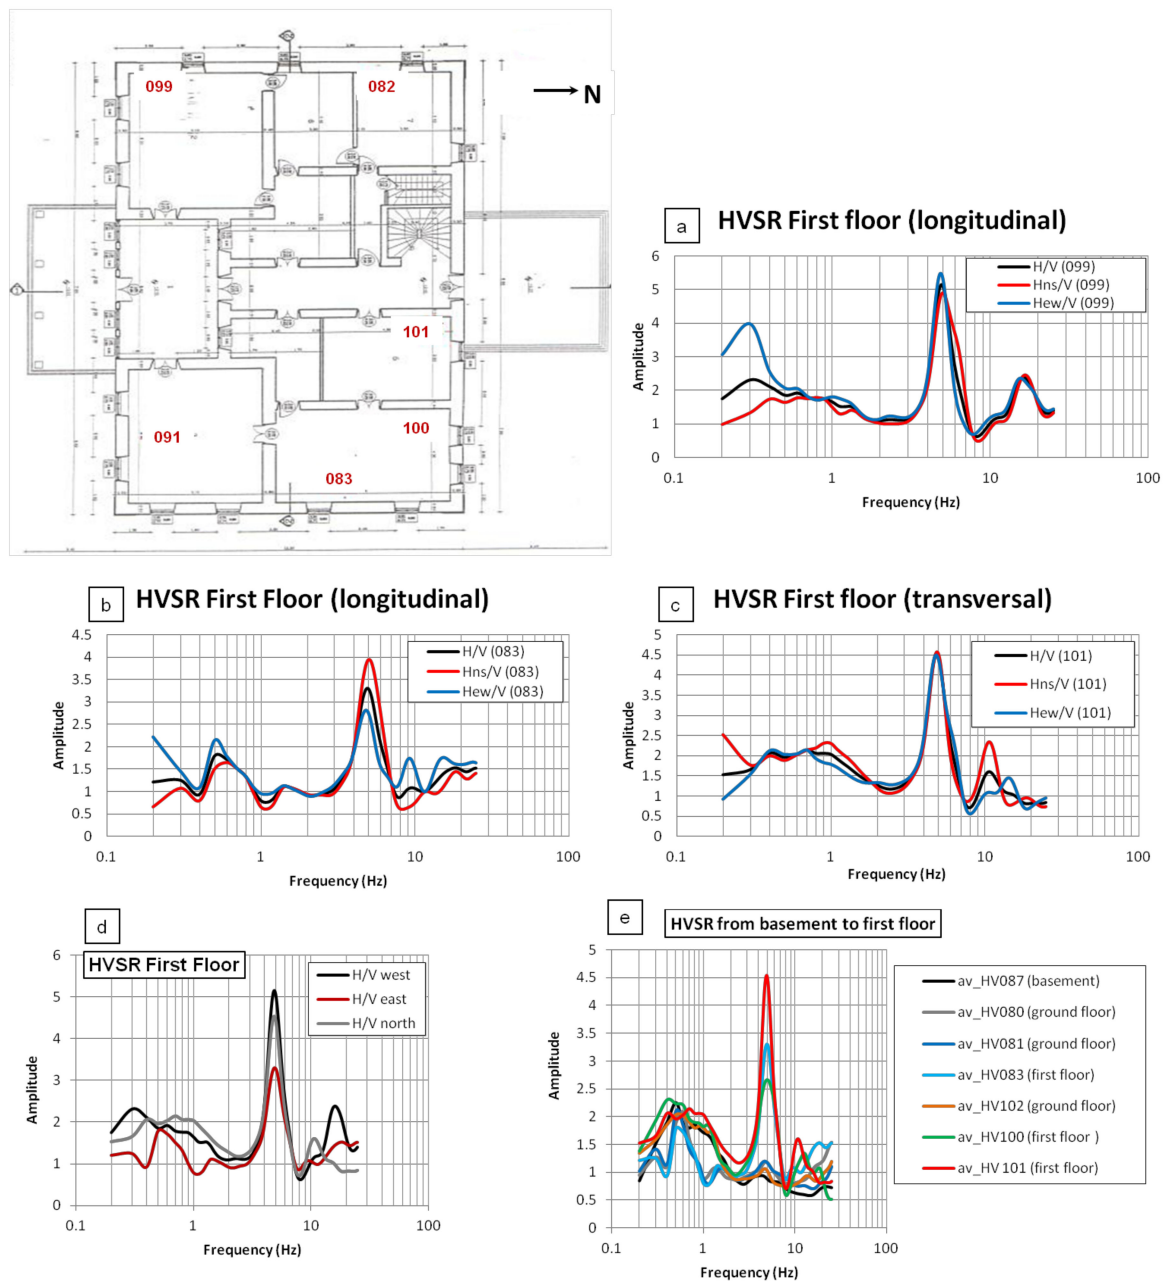 099
082
N
101
100
091
083
a
HVSR First floor (longitudinal)
6
5
4
3
2
1
0
Amplitude
H/V (099)
Hns/V (099)
Hew/V (099)
0.1 1 10 100
Frequency (Hz)
b
HVSR First Floor (longitudinal)
4.5
4
3.5
3
2.5
2
1.5
1
0.5
0
Amplitude
H/V (083)
Hns/V (083)
Hew/V (083)
0.1 1 10 100
Frequency (Hz)
c
HVSR First floor (transversal)
5
4.5
4
3.5
3
2.5
2
1.5
1
0.5
0
Amplitude
H/V (101)
Hns/V (101)
Hew/V (101)
0.1 1 10 100
Frequency (Hz)
d
HVSR First Floor
6
5
4
3
2
1
0
Amplitude
H/V west
H/V east
H/V north
0.1 1 10 100
Frequency (Hz)
e
HVSR from basement to first floor
5
4.5
4
3.5
3
2.5
2
1.5
1
0.5
0
Amplitude
av_HV087 (basement)
av_HV080 (ground floor)
av_HV081 (ground floor)
av_HV083 (first floor)
av_HV102 (ground floor)
av_HV100 (first floor )
av_HV 101 (first floor)
0.1 1 10 100
Frequency (Hz)